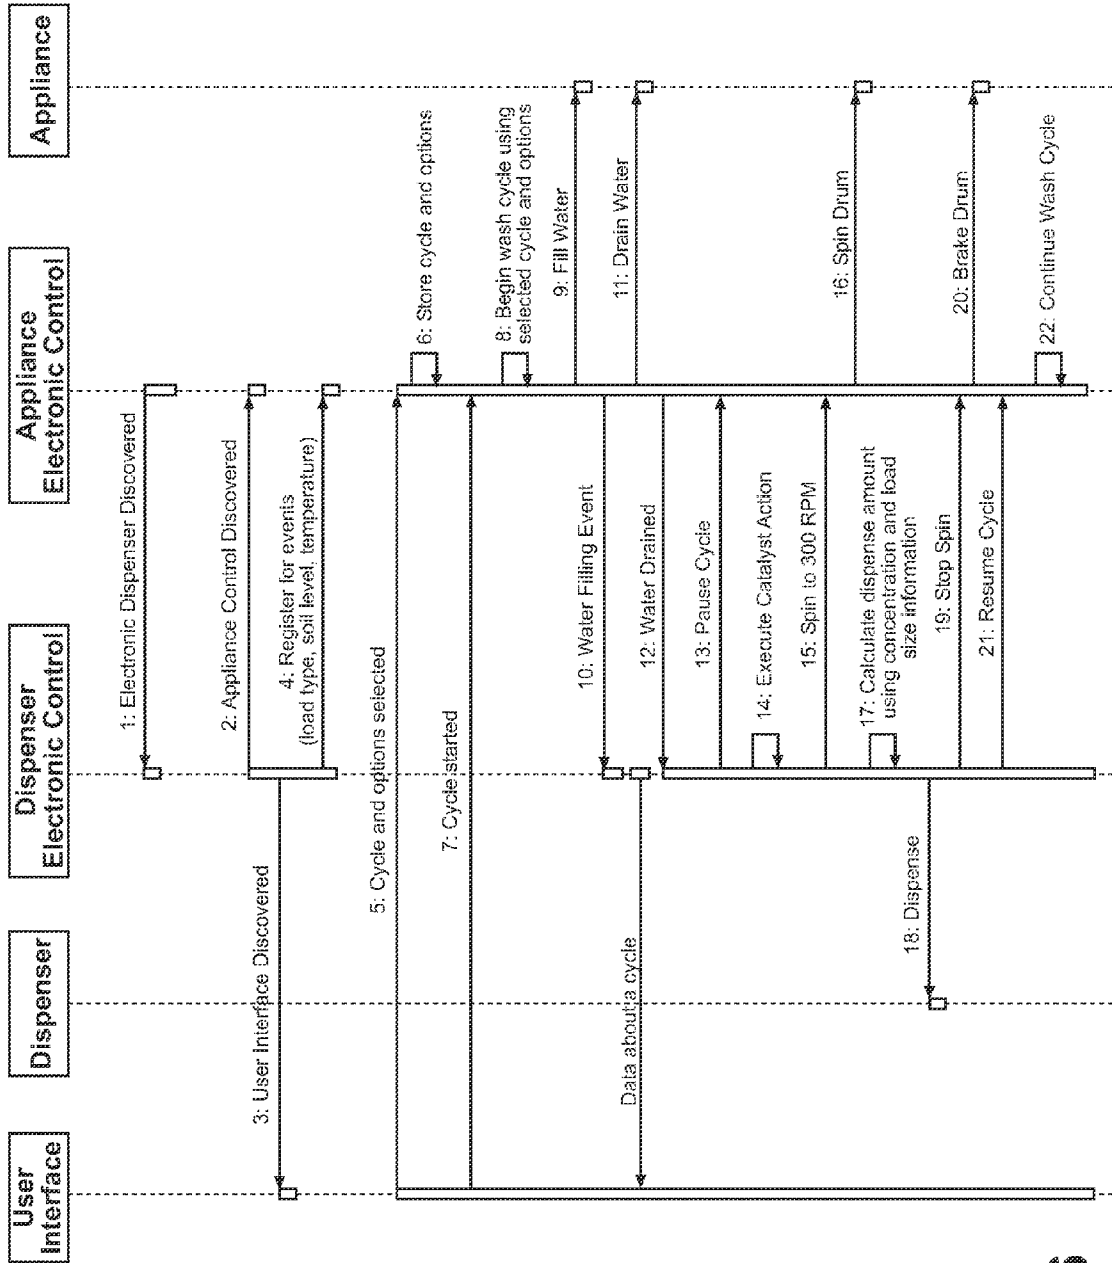 User
Interface
Dispenser
Dispenser
Electronic Control
Appliance
Electronic Control
Appliance
1: Electronic Dispenser Discovered
2: Appliance Control Discovered
3: User Interface Discovered
4: Register for events
(load type, soil level, temperature)
5: Cycle and options selected
6: Store cycle and options
7: Cycle started
8: Begin wash cycle using
selected cycle and options
9: Fill Water
10: Water Filling Event
11: Drain Water
Data about a cycle
12: Water Drained
13: Pause Cycle
14: Execute Catalyst Action
15: Spin to 300 RPM
16: Spin Drum
17: Calculate dispense amount
using concentration and load
size information
18: Dispense
19: Stop Spin
20: Brake Drum
21: Resume Cycle
22: Continue Wash Cycle